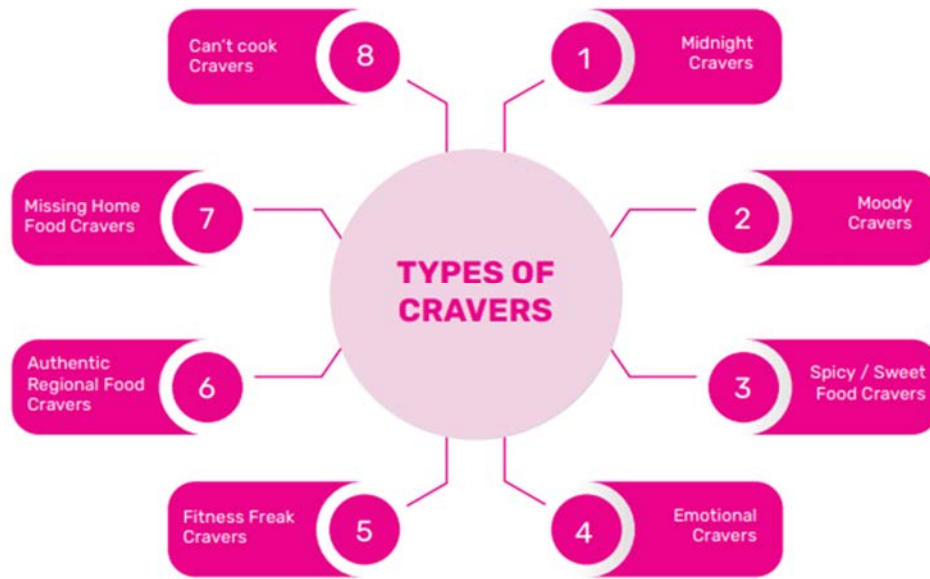 TYPES OF
CRAVERS
1
Midnight
Cravers
2
Moody
Cravers
3
Spicy / Sweet
Food Cravers
4
Emotional
Cravers
5
Fitness Freak
Cravers
6
Authentic
Regional Food
Cravers
7
Missing Home
Food Cravers
8
Can't cook
Cravers